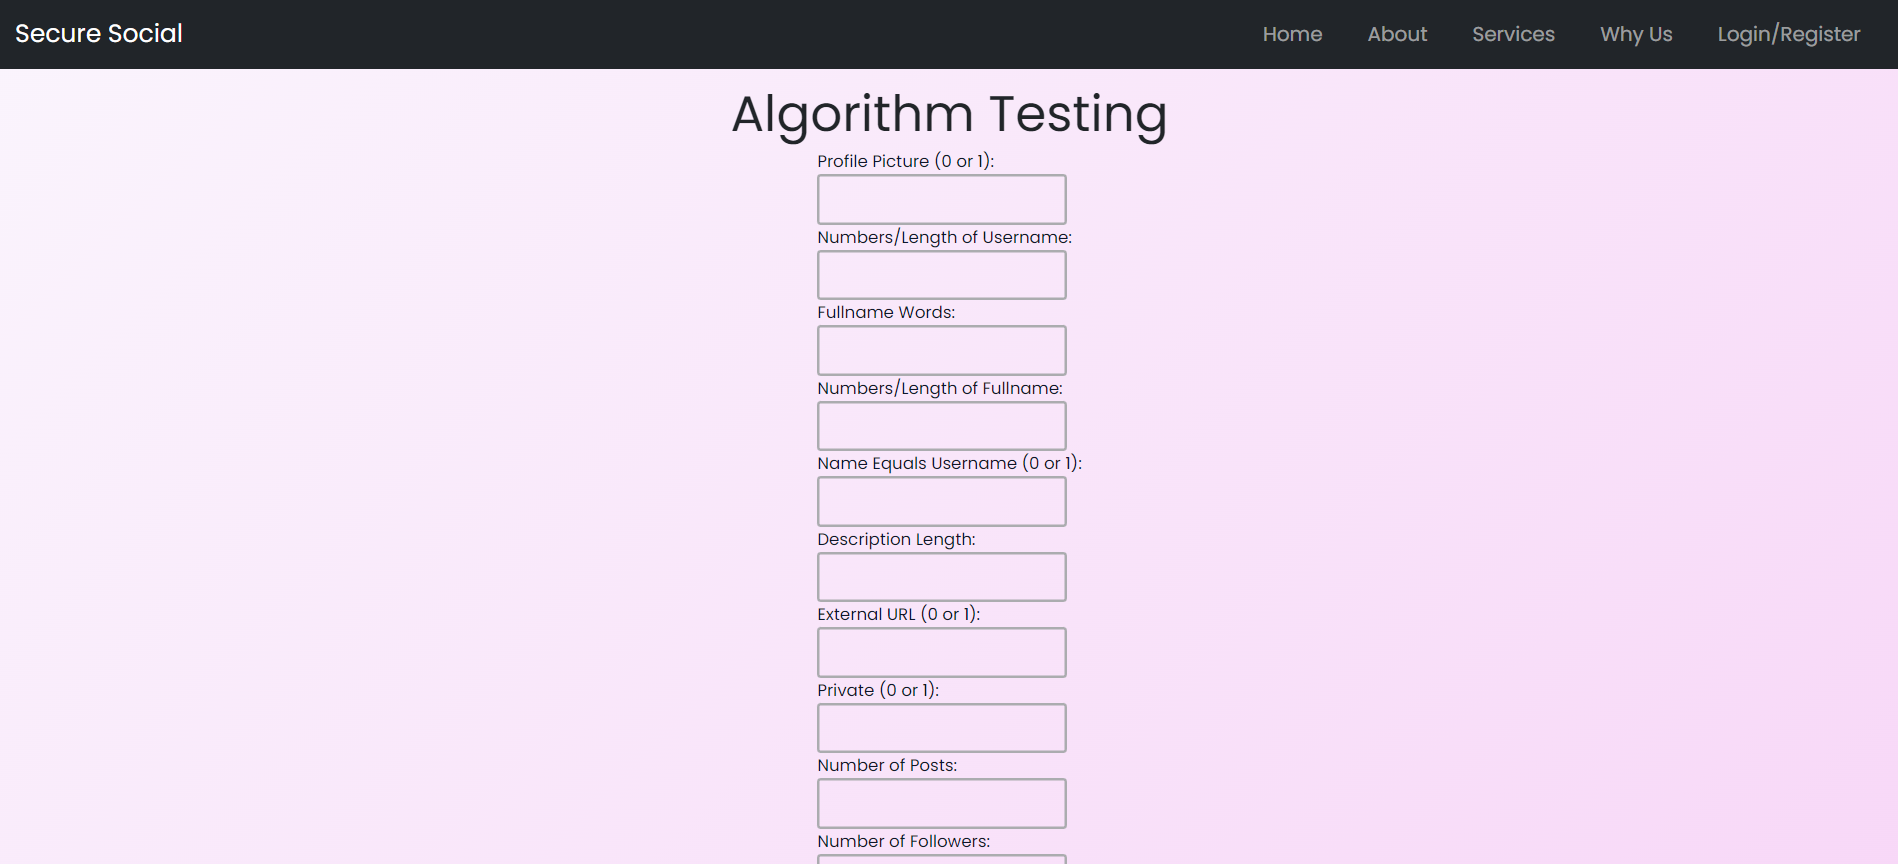 Secure Social Home About Services Why Us Login/Register
Algorithm Testing
Profile Picture (0 or 1):
Numbers/Length of Username:
Fullname Words:
Numbers/Length of Fullname:
Name Equals Username (0 or 1):
Description Length:
External URL (0 or 1):
Private (0 or 1):
Number of Posts:
Number of Followers: